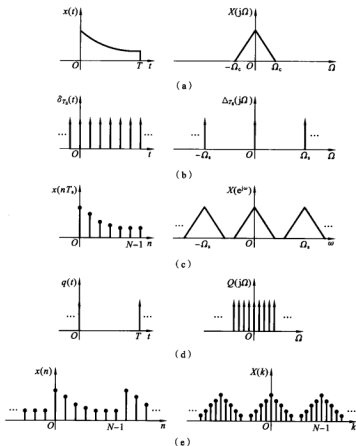 x(t)
X(jΩ)
O
T
t
-Ωc
O
Ωc
Ω
(a)
δTs(t)
ΔTs(jΩ)
...
...
...
...
O
t
-Ωs
O
Ωs
Ω
(b)
x(nTs)
X(e^jω)
...
...
O
N-1
n
-Ωs
O
Ωs
ω
(c)
q(t)
Q(jΩ)
...
...
...
...
O
T
t
O
Ω
(d)
x(n)
X(k)
...
...
...
...
O
N-1
n
O
N-1
k
(e)